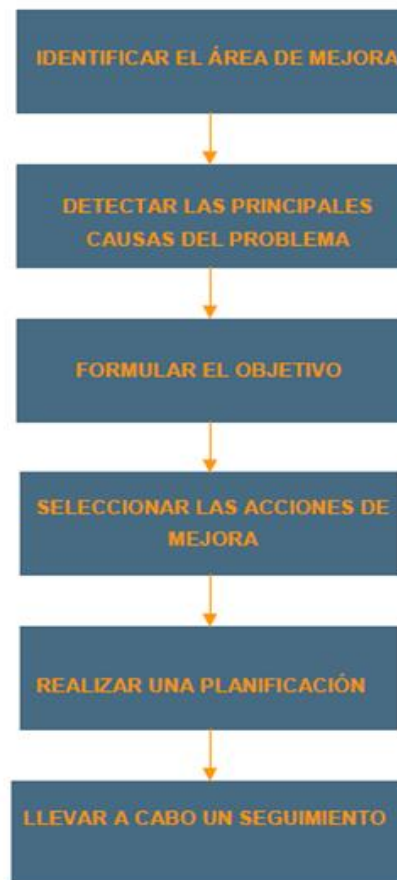 IDENTIFICAR EL ÁREA DE MEJORA
DETECTAR LAS PRINCIPALES
CAUSAS DEL PROBLEMA
FORMULAR EL OBJETIVO
SELECCIONAR LAS ACCIONES DE
MEJORA
REALIZAR UNA PLANIFICACIÓN
LLEVAR A CABO UN SEGUIMIENTO